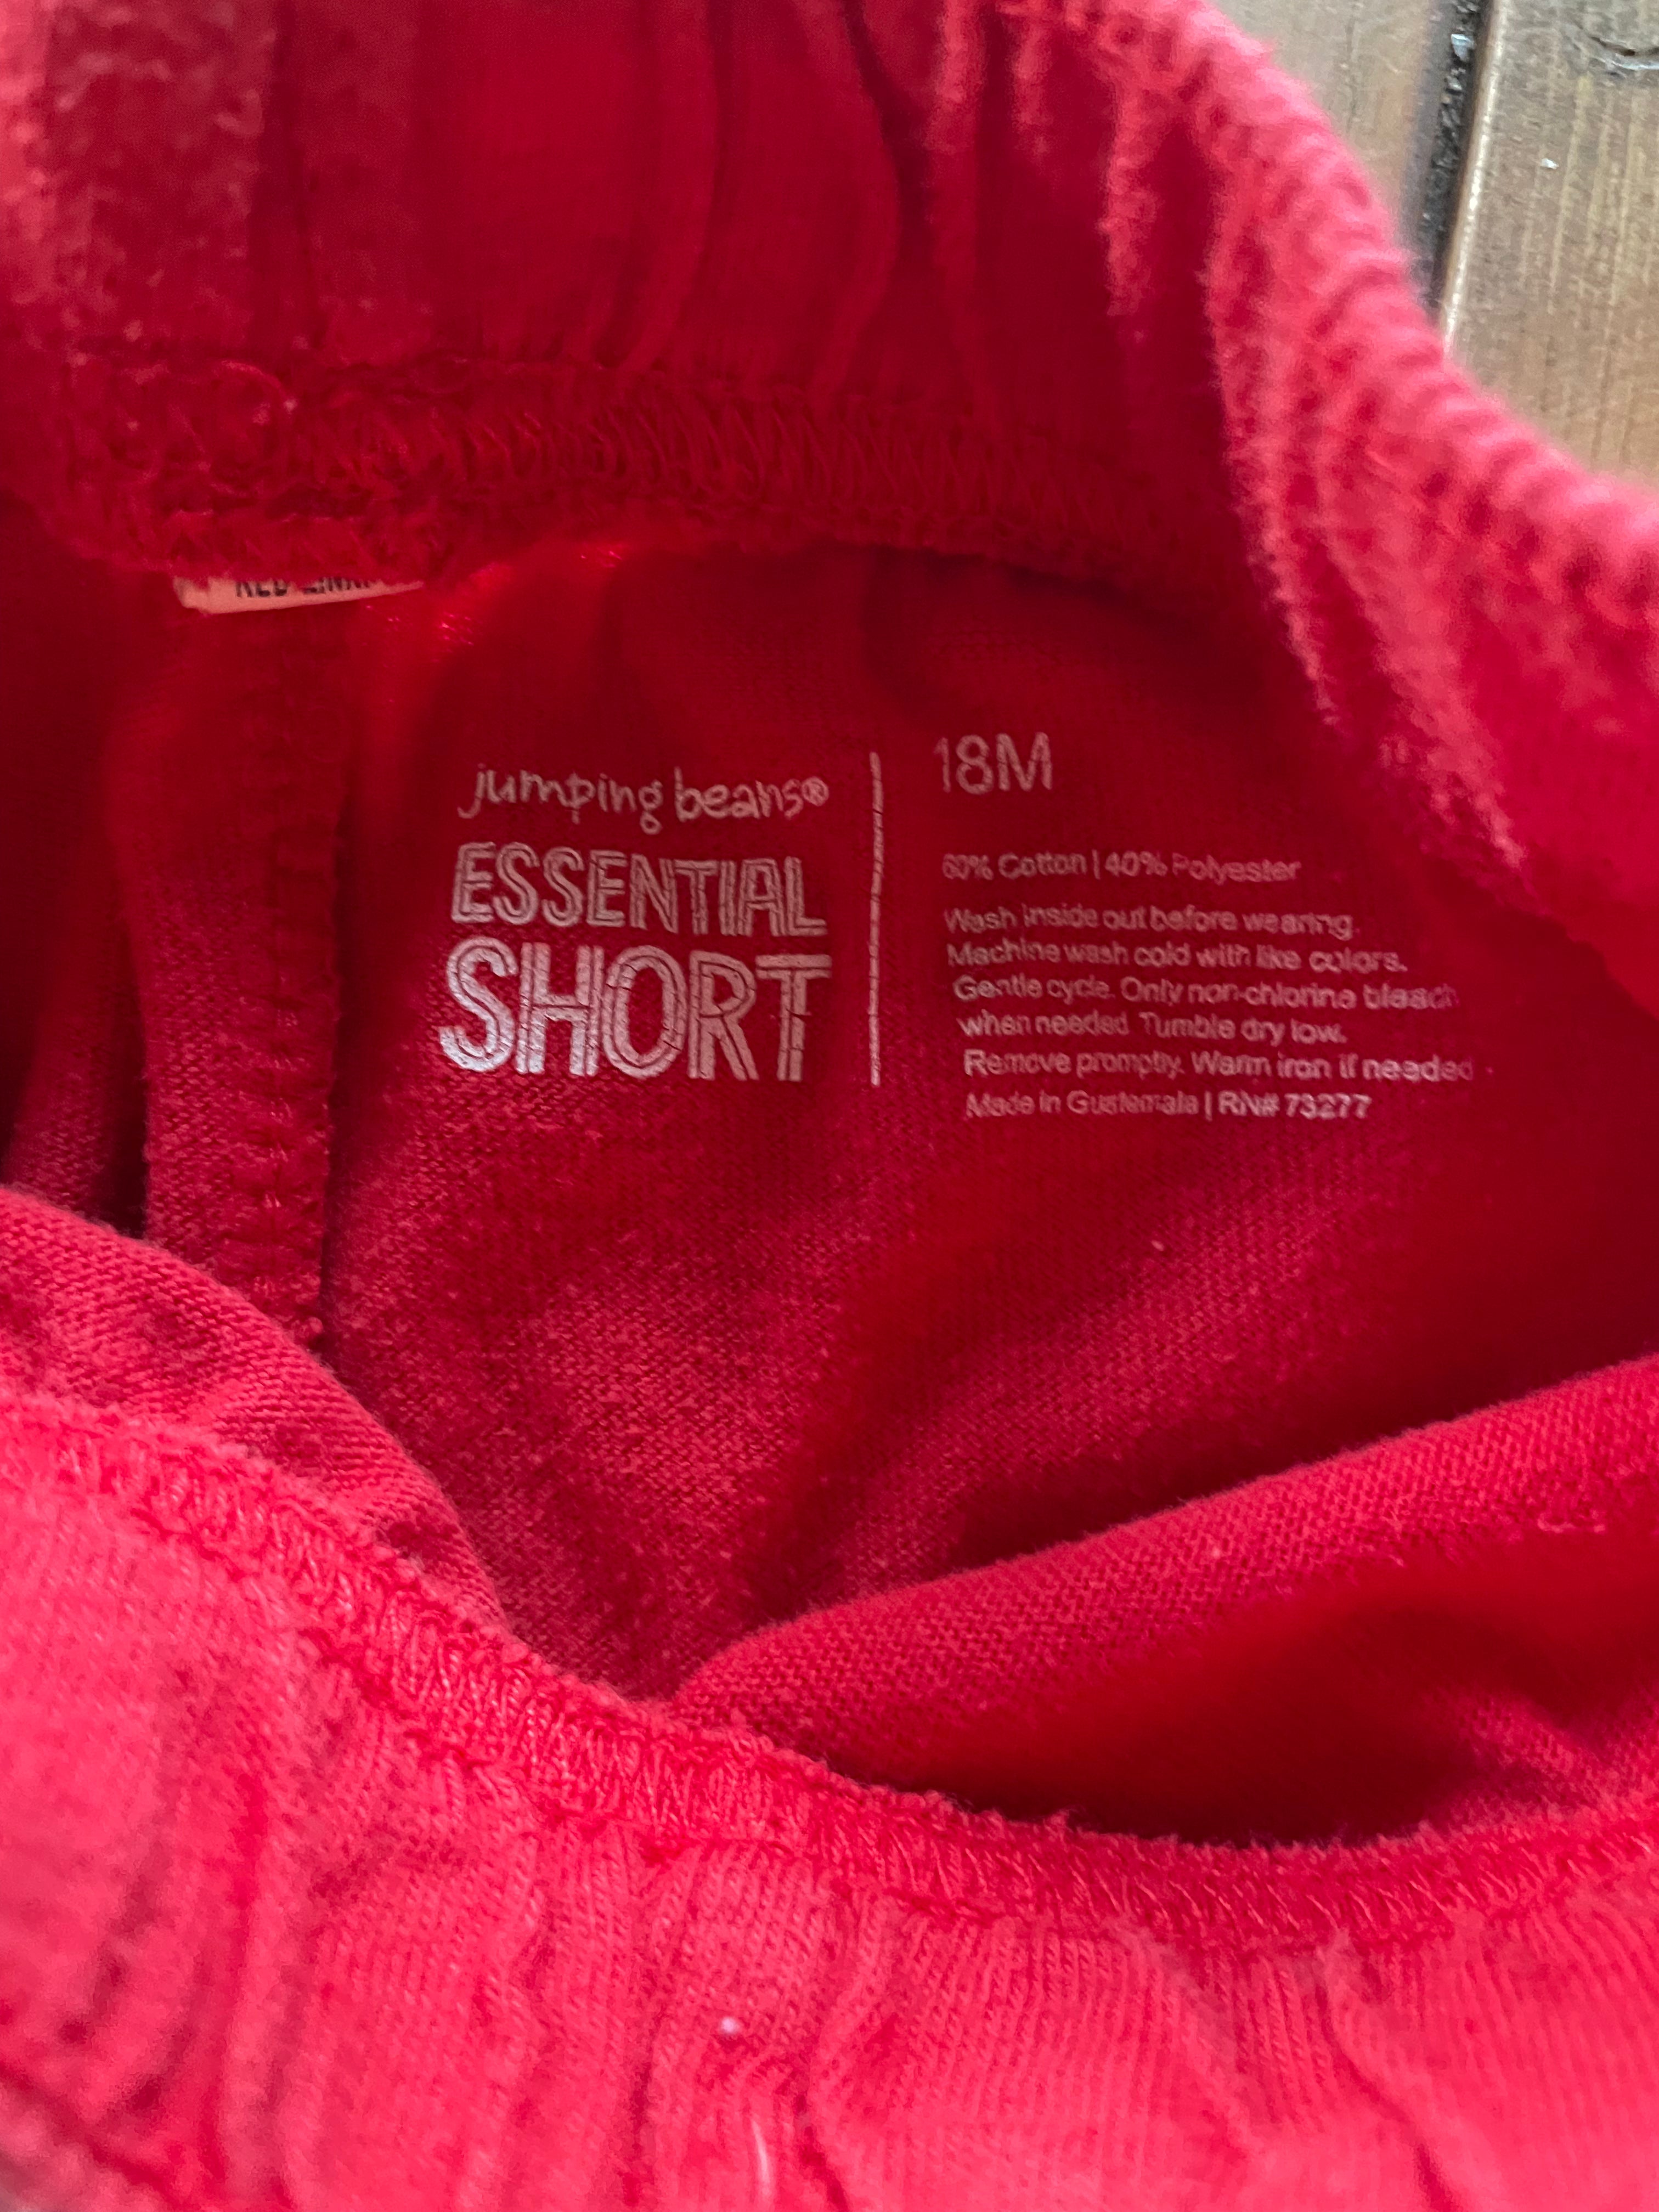 jumping beans®
ESSENTIAL
SHORT
18M
60% Cotton | 40% Polyester
Wash inside out before wearing.
Machine wash cold with like colors.
Gentle cycle. Only non-chlorine bleach
when needed. Tumble dry low.
Remove promptly. Warm iron if needed.
Made in Guatemala | RN# 73277